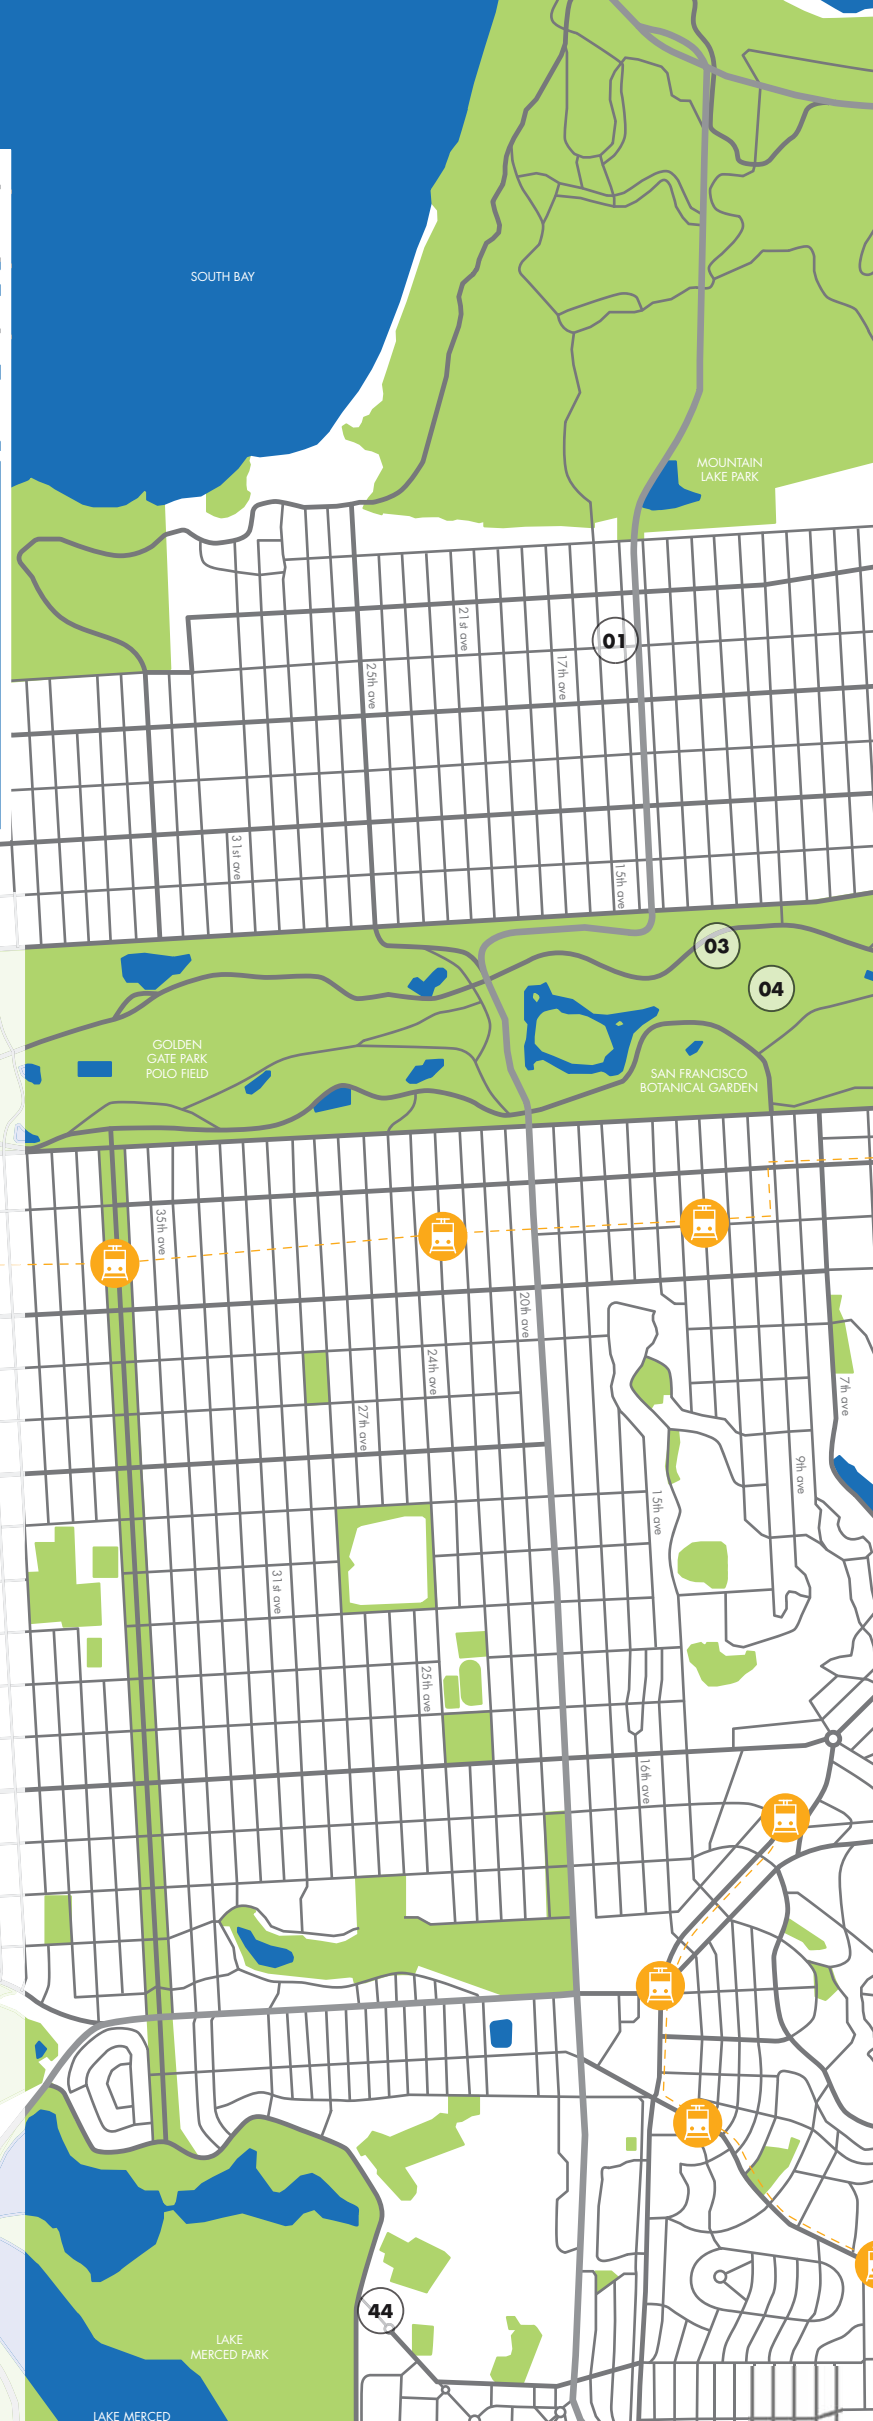 SOUTH BAY
MOUNTAIN
LAKE PARK
21st ave
01
17th ave
25th ave
31st ave
15th ave
03
04
GOLDEN
GATE PARK
POLO FIELD
SAN FRANCISCO
BOTANICAL GARDEN
35th ave
20th ave
24th ave
7th ave
27th ave
9th ave
15th ave
31st ave
25th ave
16th ave
44
LAKE
MERCED PARK
LAKE MERCED